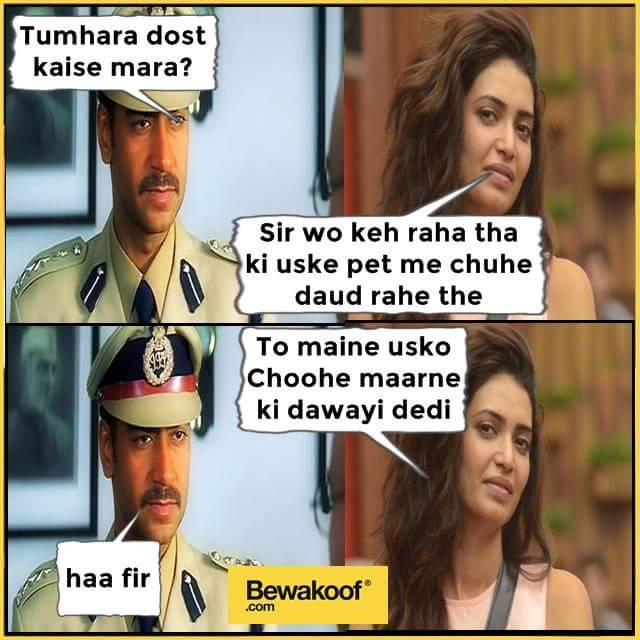 Tumhara dost
kaise mara?
Sir wo keh raha tha
ki uske pet me chuhe
daud rahe the
To maine usko
Choohe maarne
ki dawayi dedi
haa fir
Bewakoof®
.com